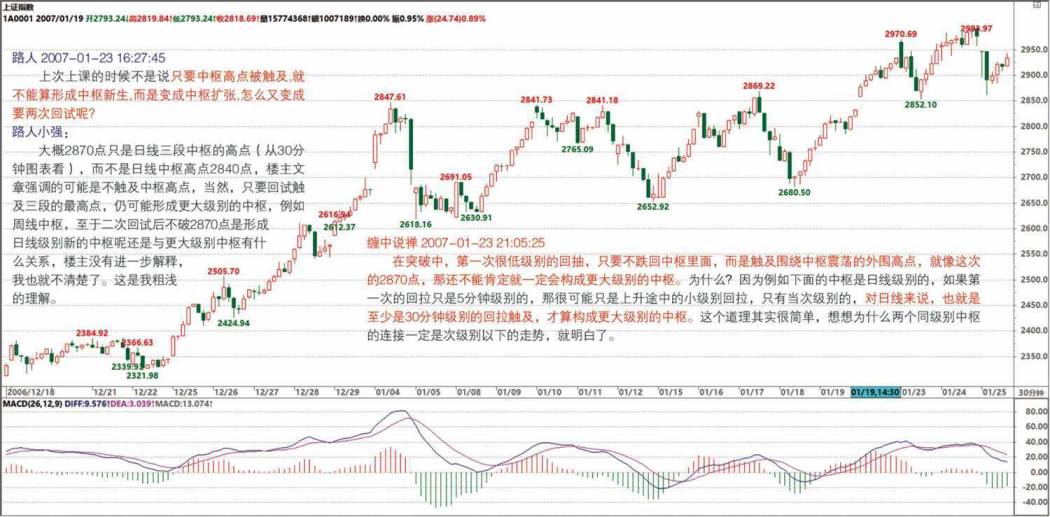 上证指数
1A0001 2007/01/19 开2793.24↓高2819.84↑低2793.24↑收2818.69↑量15774368↑额1007189↑换0.00% 振0.95% 涨(24.74)0.89%
路人 2007-01-23 16:27:45
上次上课的时候不是说只要中枢高点被触及,就
不能算形成中枢新生,而是变成中枢扩张,怎么又变成
要两次回试呢?
路人小强：
大概2870点只是日线三段中枢的高点（从30分
钟图表看），而不是日线中枢高点2840点，楼主文
章强调的可能是不触及中枢高点，当然，只要回试触
及三段的最高点，仍可能形成更大级别的中枢，例如
周线中枢，至于二次回试后不破2870点是形成
日线级别新的中枢呢还是与更大级别中枢有什
么关系，楼主没有进一步解释，
我也就不清楚了。这是我粗浅
的理解。
缠中说禅 2007-01-23 21:05:25
在突破中，第一次很低级别的回抽，只要不跌回中枢里面，而是触及围绕中枢震荡的外围高点，就像这次
的2870点，那还不能肯定就一定会构成更大级别的中枢。为什么？因为例如下面的中枢是日线级别的，如果第
一次的回拉只是5分钟级别的，那很可能只是上升途中的小级别回拉，只有当次级别的，对日线来说，也就是
至少是30分钟级别的回拉触及，才算构成更大级别的中枢。这个道理其实很简单，想想为什么两个同级别中枢
的连接一定是次级别以下的走势，就明白了。
2384.92
2366.63
2339.93
2321.98
2505.70
2424.94
2616.94
2612.37
2847.61
2618.16
2691.05
2630.91
2841.73
2765.09
2841.18
2652.92
2869.22
2680.50
2970.69
2852.10
2993.97
2950.00
2900.00
2850.00
2800.00
2750.00
2700.00
2650.00
2600.00
2550.00
2500.00
2450.00
2400.00
2350.00
2006/12/18 12/21 12/22 12/25 12/26 12/27 12/28 12/29 01/04 01/05 01/08 01/09 01/10 01/11 01/12 01/15 01/16 01/17 01/18 01/19 01/19,14:30 01/23 01/24 01/25 30分钟
MACD(26,12,9) DIFF:9.576↑DEA:3.039↑MACD:13.074↑
80.00
60.00
40.00
20.00
0.00
-20.00
-40.00